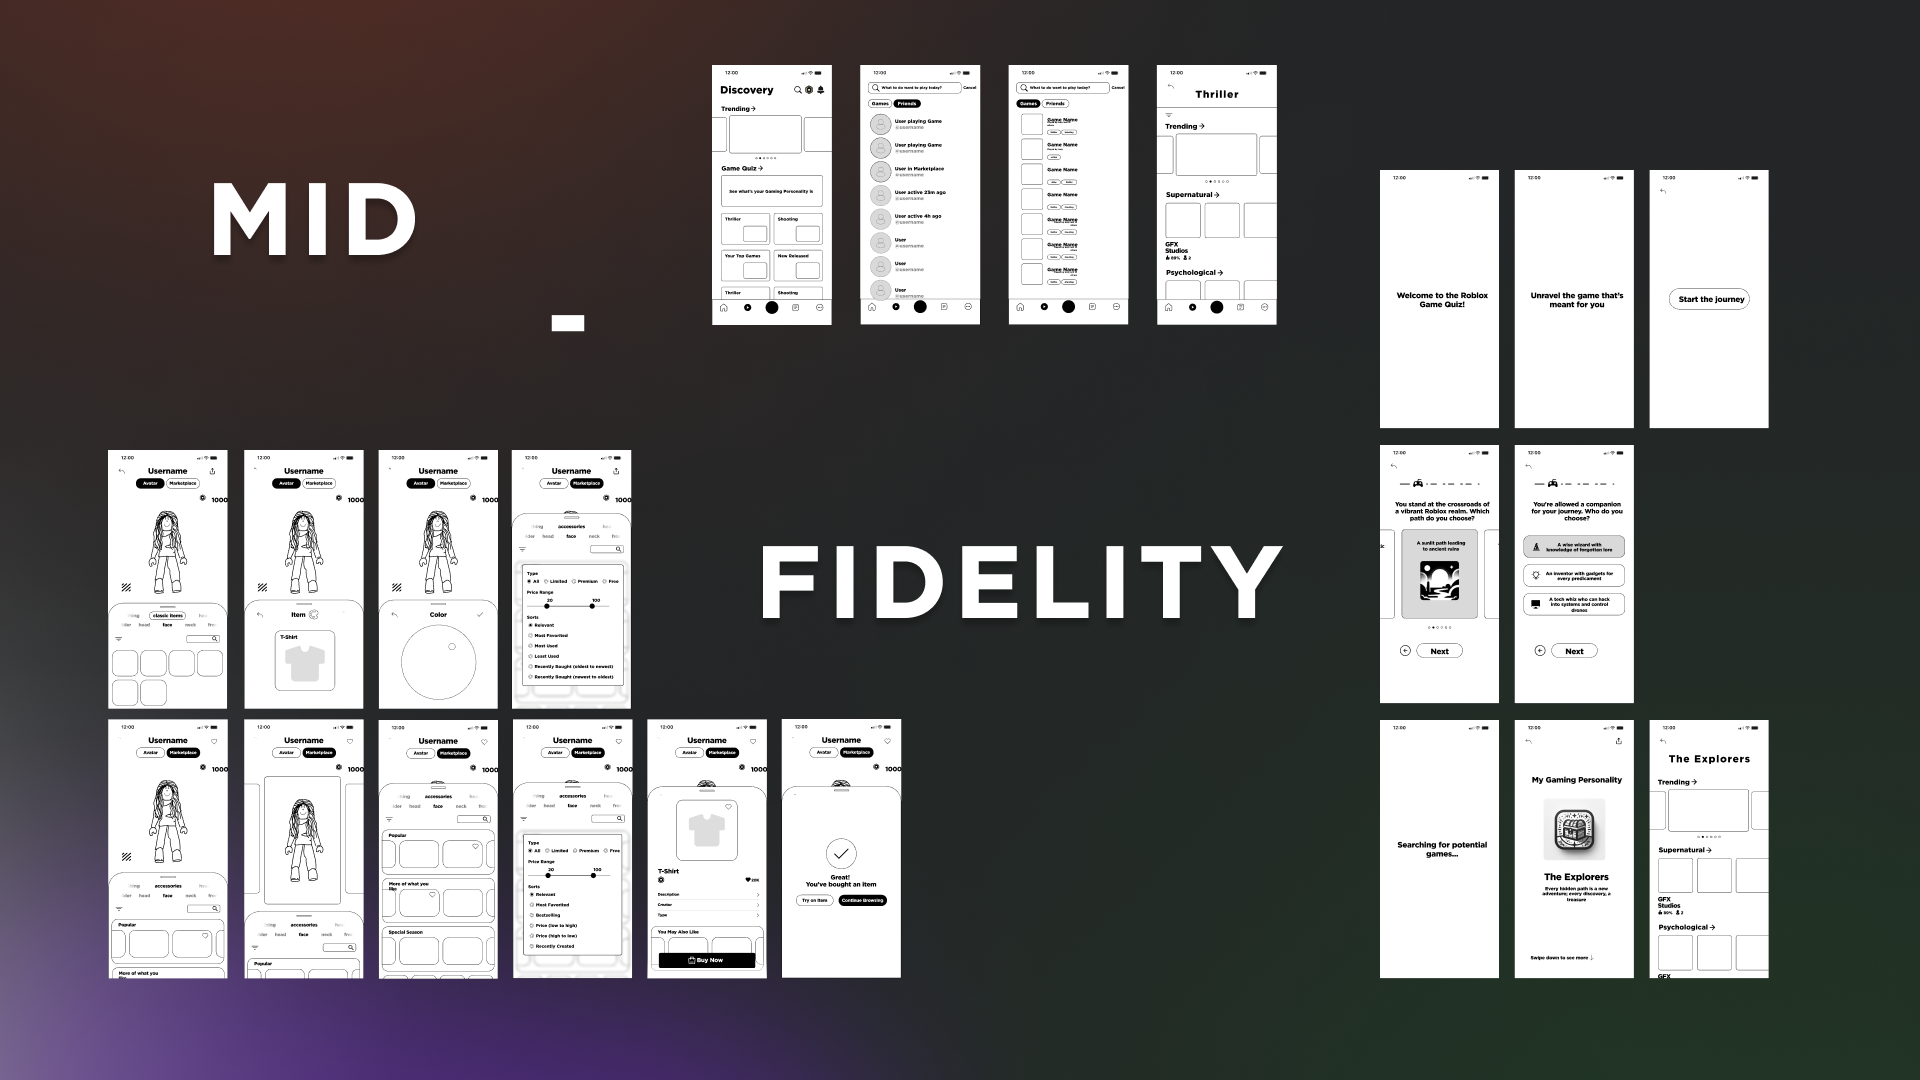 MID
-
FIDELITY
12:00
Discovery
Trending
Game Quiz
See what's your Gaming Personality is
Thriller
Shooting
Your Top Games
New Released
Thriller
Shooting
12:00
What to do want to play today?
Cancel
Games
Friends
User playing Game
@username
User playing Game
@username
User in Marketplace
@username
User active 23m ago
@username
User active 4h ago
@username
User
@username
User
@username
User
@username
12:00
What to do want to play today?
Cancel
Games
Friends
Game Name
Game Name
Game Name
Game Name
Game Name
Game Name
Game Name
12:00
Thriller
Trending
Supernatural
GFX
Studios
Psychological
12:00
Welcome to the Roblox
Game Quiz!
12:00
Unravel the game that's
meant for you
12:00
Start the journey
12:00
You stand at the crossroads of
a vibrant Roblox realm. Which
path do you choose?
A sunlit path leading
to ancient ruins
Next
12:00
You're allowed a companion
for your journey. Who do you
choose?
A wise wizard with
knowledge of forgotten lore
An inventor with gadgets for
every predicament
A tech whiz who can hack
into systems and control
drones
Next
12:00
Searching for potential
games...
12:00
My Gaming Personality
The Explorers
Every hidden path is a new
adventure; every discovery, a
treasure
Swipe down to see more
12:00
The Explorers
Trending
Supernatural
GFX
Studios
Psychological
GFX
12:00
Username
Avatar
Marketplace
1000
classic items
head
face
neck
12:00
Username
Avatar
Marketplace
1000
Item
T-Shirt
12:00
Username
Avatar
Marketplace
1000
Color
12:00
Username
Avatar
Marketplace
1000
accessories
head
face
neck
Type
All
Limited
Premium
Free
Price Range
20
100
Sorts
Relevant
Most Favorited
Most Used
Least Used
Recently Bought (oldest to newest)
Recently Bought (newest to oldest)
12:00
Username
Avatar
Marketplace
1000
accessories
head
face
neck
Popular
More of what you
like
12:00
Username
Avatar
Marketplace
1000
accessories
head
face
neck
Popular
12:00
Username
Avatar
Marketplace
1000
accessories
head
face
neck
Popular
More of what you
like
Special Season
12:00
Username
Avatar
Marketplace
1000
accessories
head
face
neck
Type
All
Limited
Premium
Free
Price Range
20
100
Sorts
Relevant
Most Favorited
Bestselling
Price (low to high)
Price (high to low)
Recently Created
12:00
Username
Avatar
Marketplace
1000
T-Shirt
Description
Creator
Type
You May Also Like
Buy Now
12:00
Username
Avatar
Marketplace
1000
Great!
You've bought an item
Try on Item
Continue Browsing